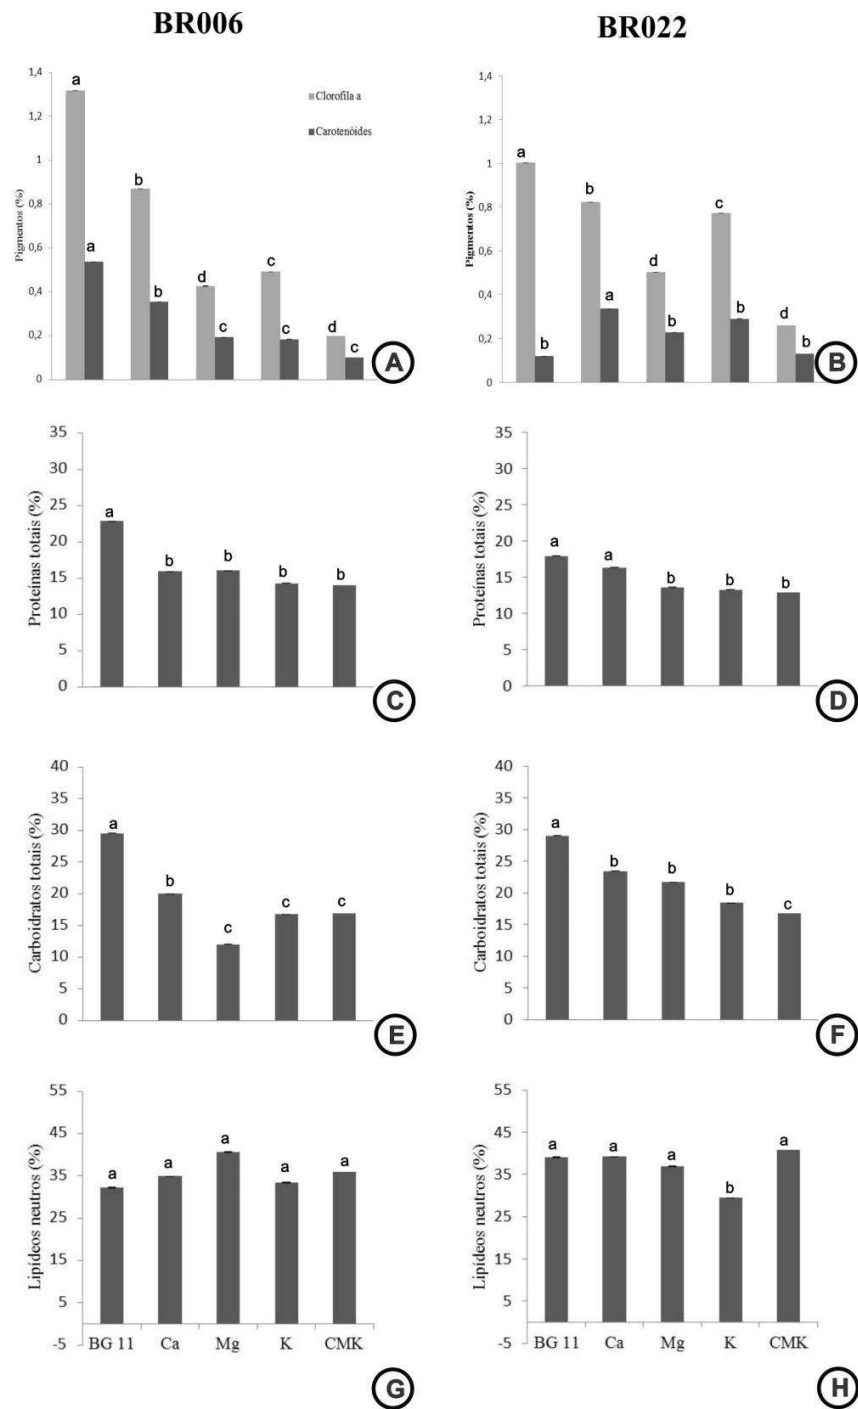 BR006
BR022
1,4
1,2
1
0,8
0,6
0,4
0,2
0
Pigmentos (%)
Clorofila a
Carotenóides
a
a
b
b
d
c
c
c
d
c
A
1,4
1,2
1
0,8
0,6
0,4
0,2
0
Pigmentos (%)
a
b
b
a
d
b
c
b
d
b
B
35
30
25
20
15
10
5
0
Proteínas totais (%)
a
b
b
b
b
C
35
30
25
20
15
10
5
0
Proteínas totais (%)
a
a
b
b
b
D
40
35
30
25
20
15
10
5
0
Carboidratos totais (%)
a
b
c
c
c
E
40
35
30
25
20
15
10
5
0
Carboidratos totais (%)
a
b
b
b
c
F
55
45
35
25
15
5
-5
Lipídeos neutros (%)
a
a
a
a
a
BG 11
Ca
Mg
K
CMK
G
55
45
35
25
15
5
-5
Lipídeos neutros (%)
a
a
a
b
a
BG 11
Ca
Mg
K
CMK
H